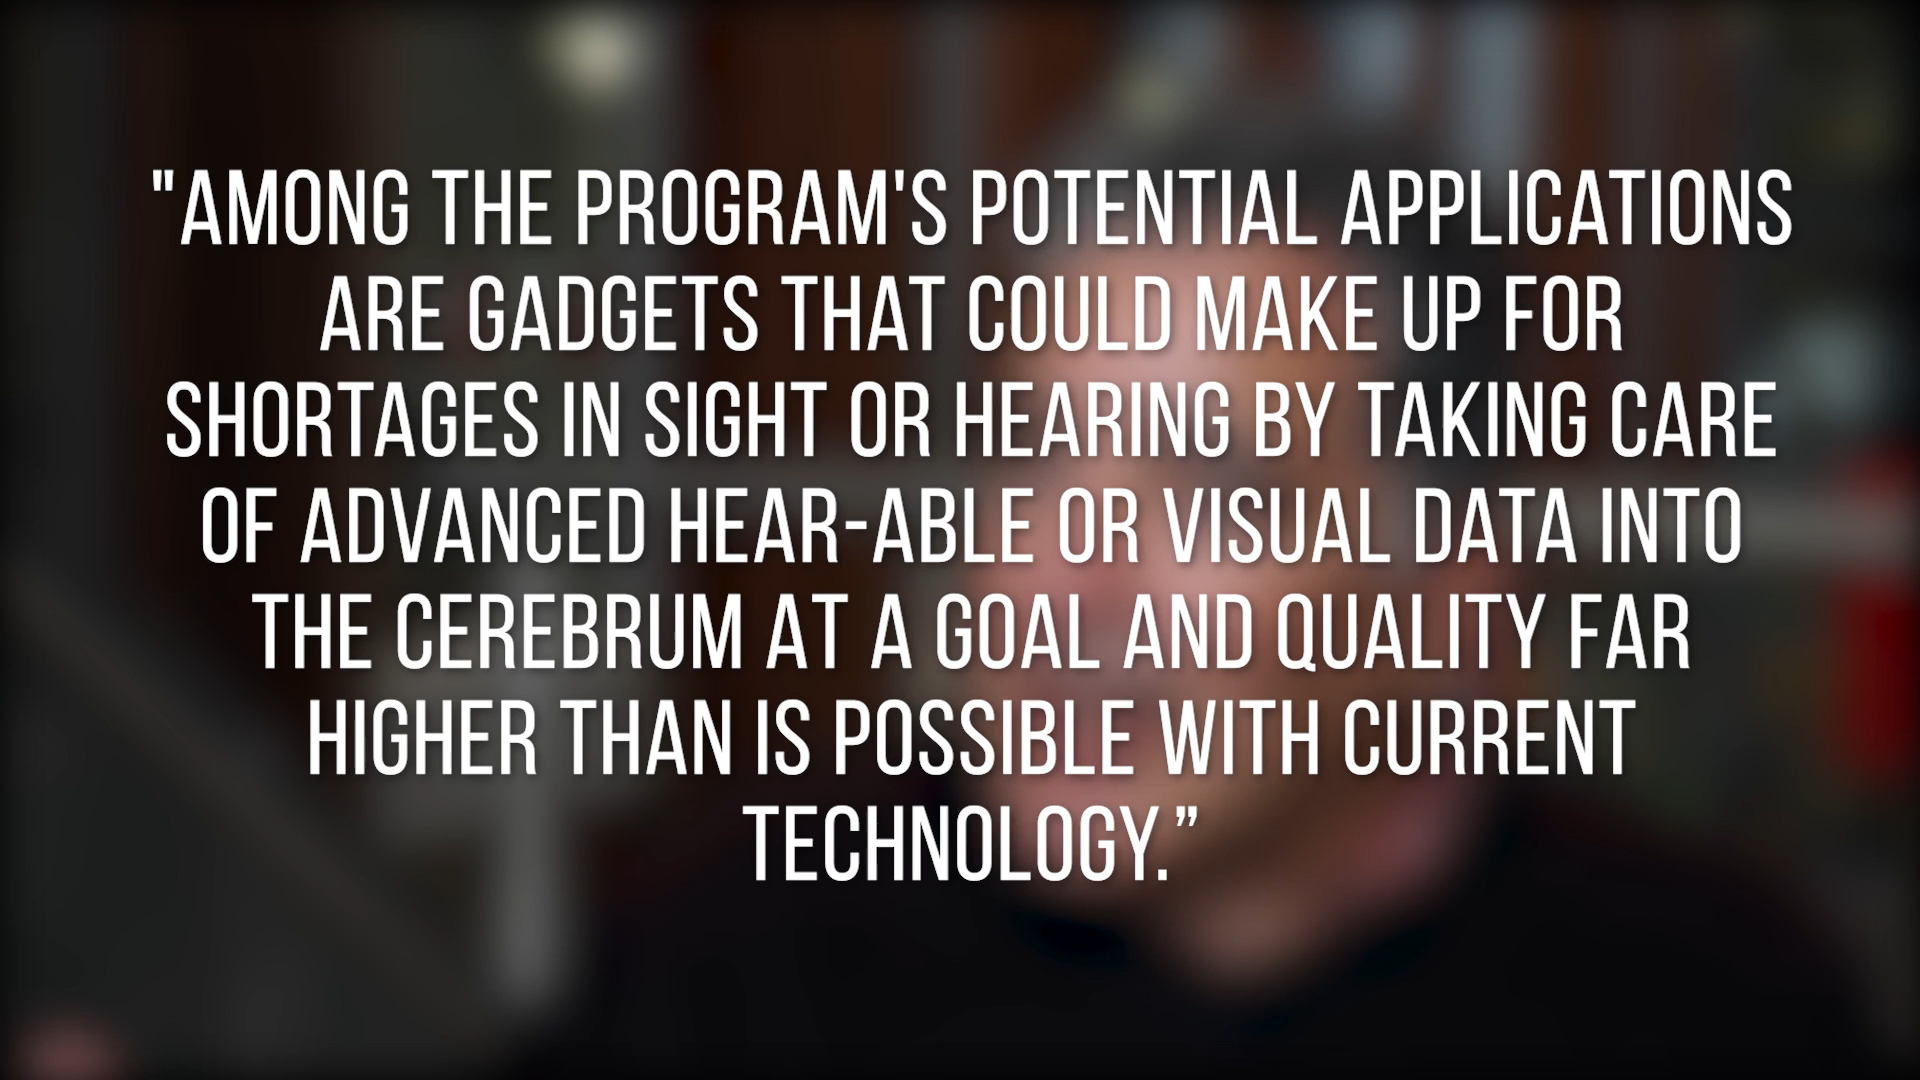 "AMONG THE PROGRAM'S POTENTIAL APPLICATIONS
ARE GADGETS THAT COULD MAKE UP FOR
SHORTAGES IN SIGHT OR HEARING BY TAKING CARE
OF ADVANCED HEAR-ABLE OR VISUAL DATA INTO
THE CEREBRUM AT A GOAL AND QUALITY FAR
HIGHER THAN IS POSSIBLE WITH CURRENT
TECHNOLOGY.”